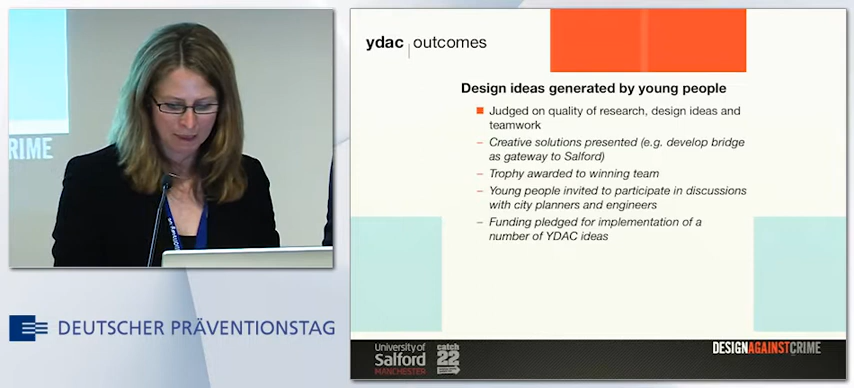 RIME
DEUTSCHER PRÄVENTIONSTAG
ydac outcomes
Design ideas generated by young people
Judged on quality of research, design ideas and
teamwork
– Creative solutions presented (e.g. develop bridge
as gateway to Salford)
– Trophy awarded to winning team
– Young people invited to participate in discussions
with city planners and engineers
– Funding pledged for implementation of a
number of YDAC ideas
University of
Salford
MANCHESTER
catch
22
DESIGNAGAINSTCRIME